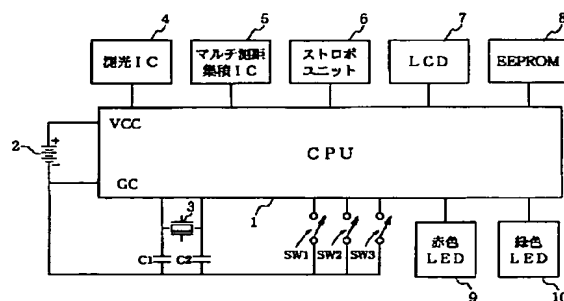 4
5
6
7
8
測光IC
マルチ測距
集積IC
ストロボ
ユニット
LCD
EEPROM
VCC
CPU
GC
2
+
−
3
1
C1
C2
SW1
SW2
SW3
赤色
LED
緑色
LED
9
10